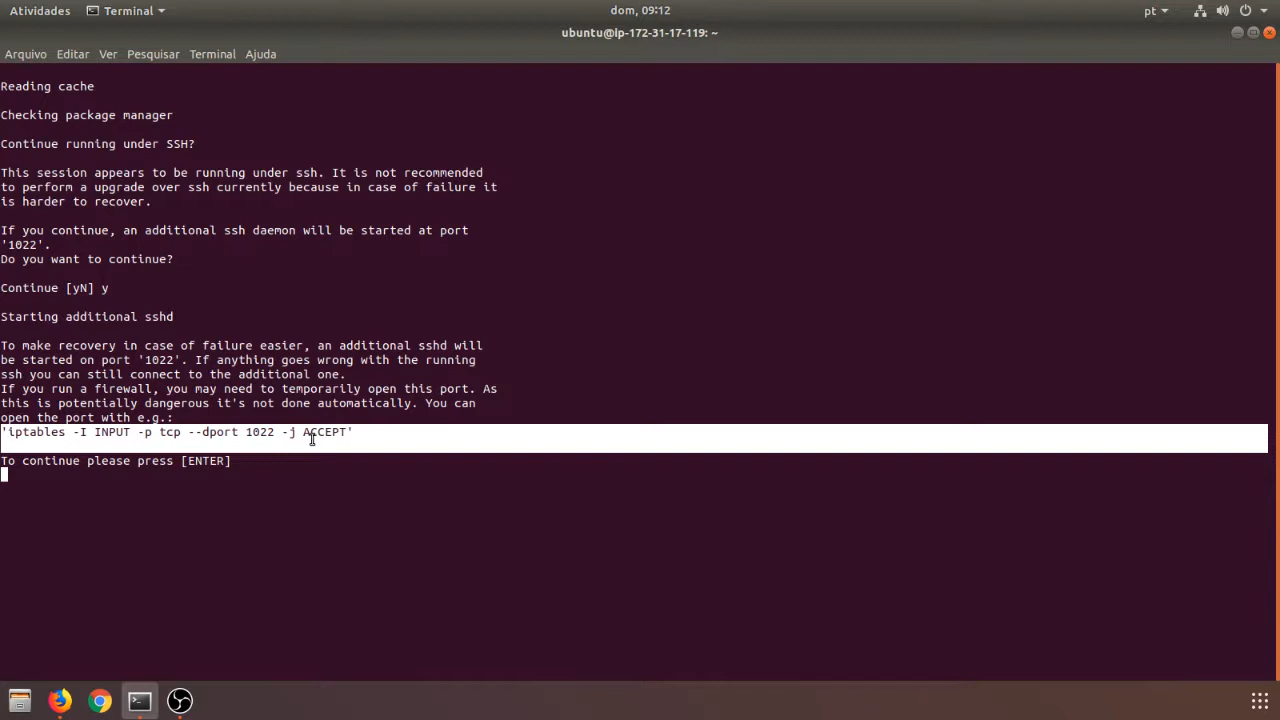 Atividades
Terminal
dom, 09:12
pt
ubuntu@ip-172-31-17-119: ~
Arquivo Editar Ver Pesquisar Terminal Ajuda
Reading cache
Checking package manager
Continue running under SSH?
This session appears to be running under ssh. It is not recommended
to perform a upgrade over ssh currently because in case of failure it
is harder to recover.
If you continue, an additional ssh daemon will be started at port
'1022'.
Do you want to continue?
Continue [yN] y
Starting additional sshd
To make recovery in case of failure easier, an additional sshd will
be started on port '1022'. If anything goes wrong with the running
ssh you can still connect to the additional one.
If you run a firewall, you may need to temporarily open this port. As
this is potentially dangerous it's not done automatically. You can
open the port with e.g.:
'iptables -I INPUT -p tcp --dport 1022 -j ACCEPT'
To continue please press [ENTER]